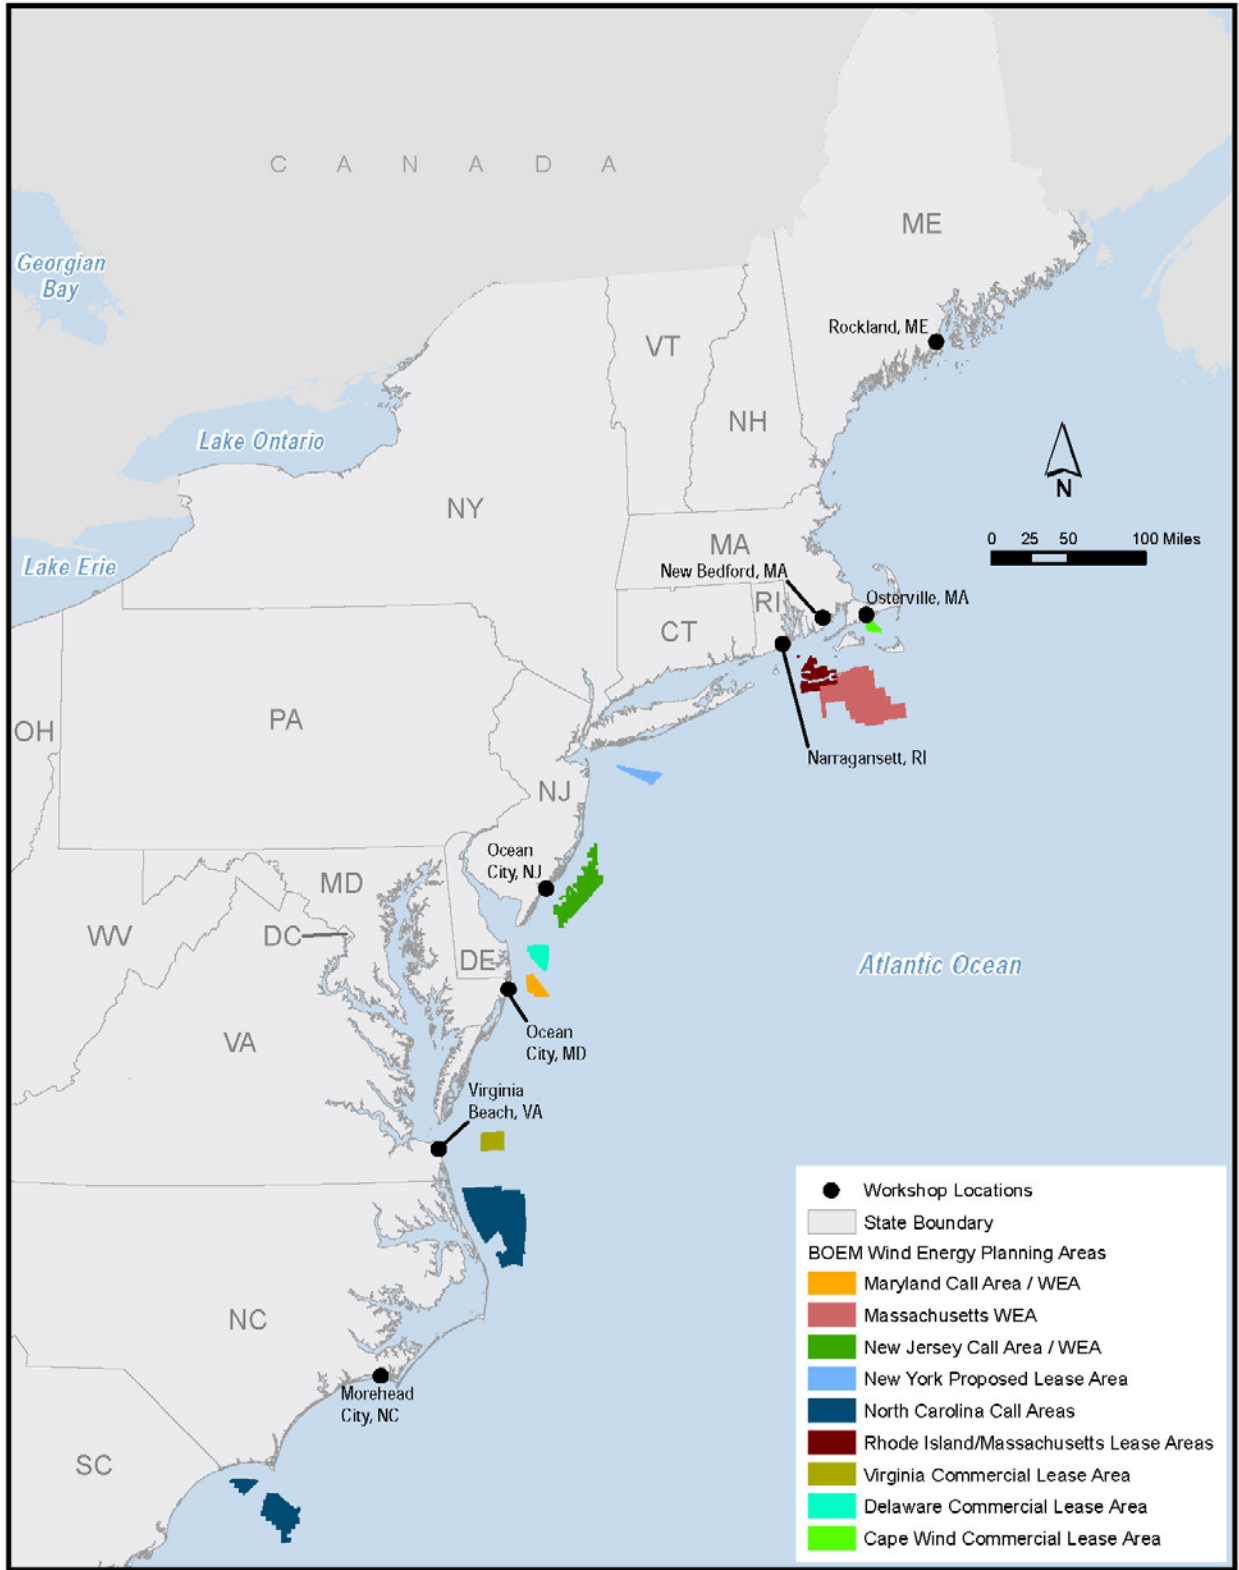 C A N A D A
ME
Georgian
Bay
Rockland, ME
VT
NH
Lake Ontario
N
NY
0 25 50 100 Miles
MA
Lake Erie
New Bedford, MA
Osterville, MA
RI
CT
PA
OH
Narragansett, RI
NJ
Ocean
City, NJ
MD
WV
DC
DE
Atlantic Ocean
Ocean
City, MD
VA
Virginia
Beach, VA
NC
Morehead
City, NC
SC
Workshop Locations
State Boundary
BOEM Wind Energy Planning Areas
Maryland Call Area / WEA
Massachusetts WEA
New Jersey Call Area / WEA
New York Proposed Lease Area
North Carolina Call Areas
Rhode Island/Massachusetts Lease Areas
Virginia Commercial Lease Area
Delaware Commercial Lease Area
Cape Wind Commercial Lease Area